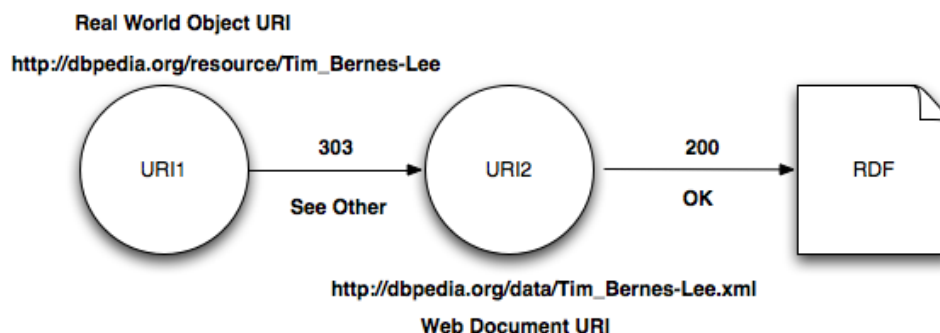 Real World Object URI
http://dbpedia.org/resource/Tim_Bernes-Lee
URI1
303
See Other
URI2
200
OK
RDF
http://dbpedia.org/data/Tim_Bernes-Lee.xml
Web Document URI